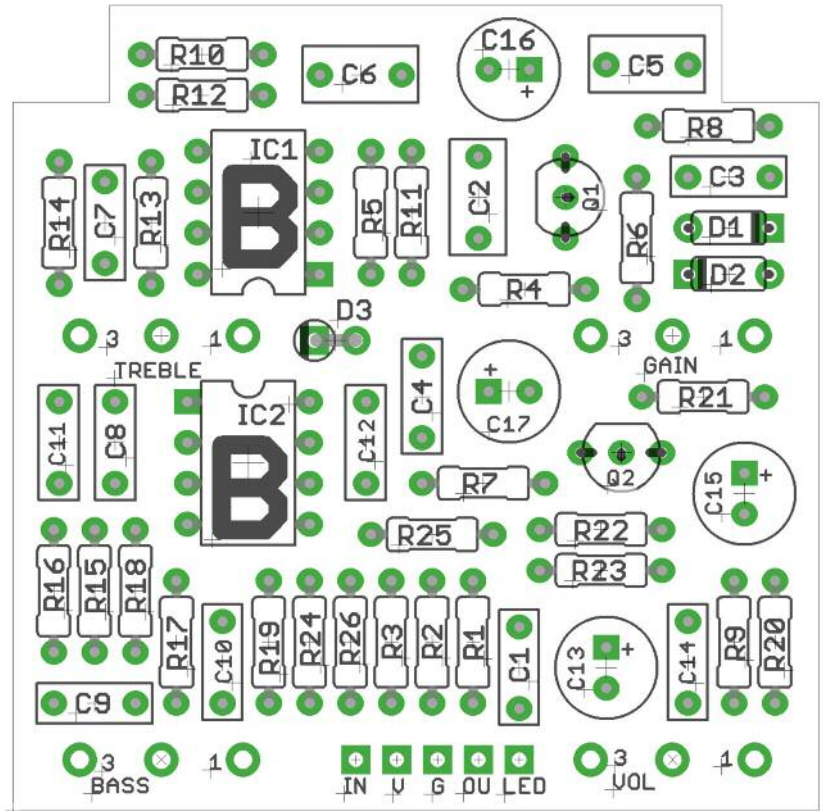 R10
R12
C6
C16
+
C5
R8
IC1
B
R14
C7
R13
R5
R11
C2
Q1
R6
C3
D1
D2
R4
D3
3
1
TREBLE
3
1
GAIN
C11
C8
IC2
B
C12
C4
+
C17
R21
Q2
C15
+
R7
R25
R22
R23
R16
R15
R18
R17
C10
R19
R24
R26
R3
R2
R1
C1
C13
+
C14
R9
R20
C9
3
1
BASS
IN
V
G
OU
LED
3
1
VOL